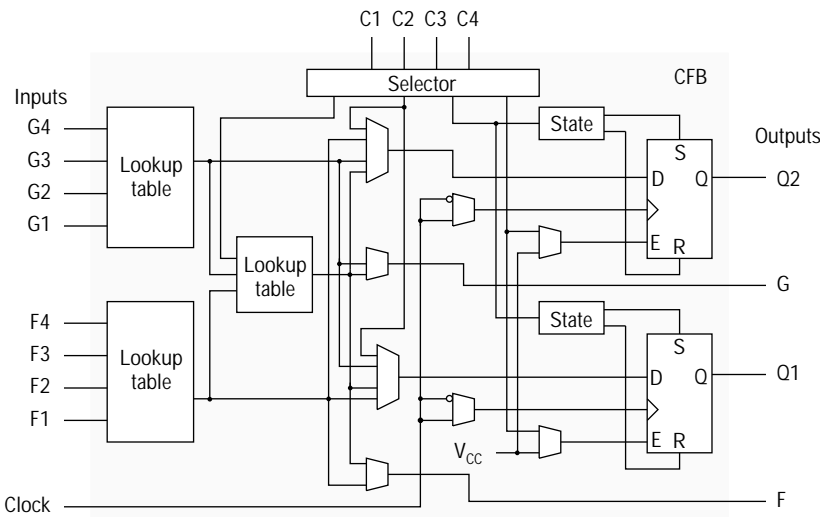 C1 C2 C3 C4
Selector
CFB
Inputs
Outputs
G4
G3
G2
G1
Lookup
table
State
S
D
Q
E
R
Q2
Lookup
table
G
F4
F3
F2
F1
Lookup
table
State
S
D
Q
E
R
Q1
VCC
Clock
F